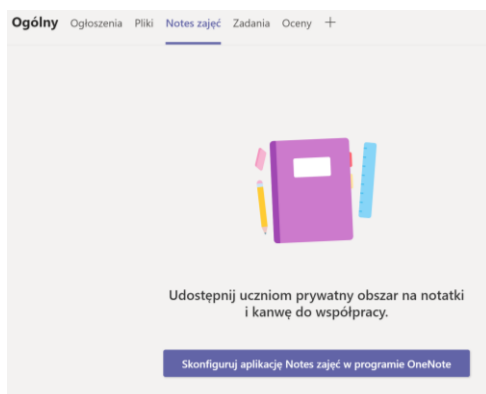 Ogólny Ogłoszenia Pliki Notes zajęć Zadania Oceny +
Udostępnij uczniom prywatny obszar na notatki
i kanwę do współpracy.
Skonfiguruj aplikację Notes zajęć w programie OneNote